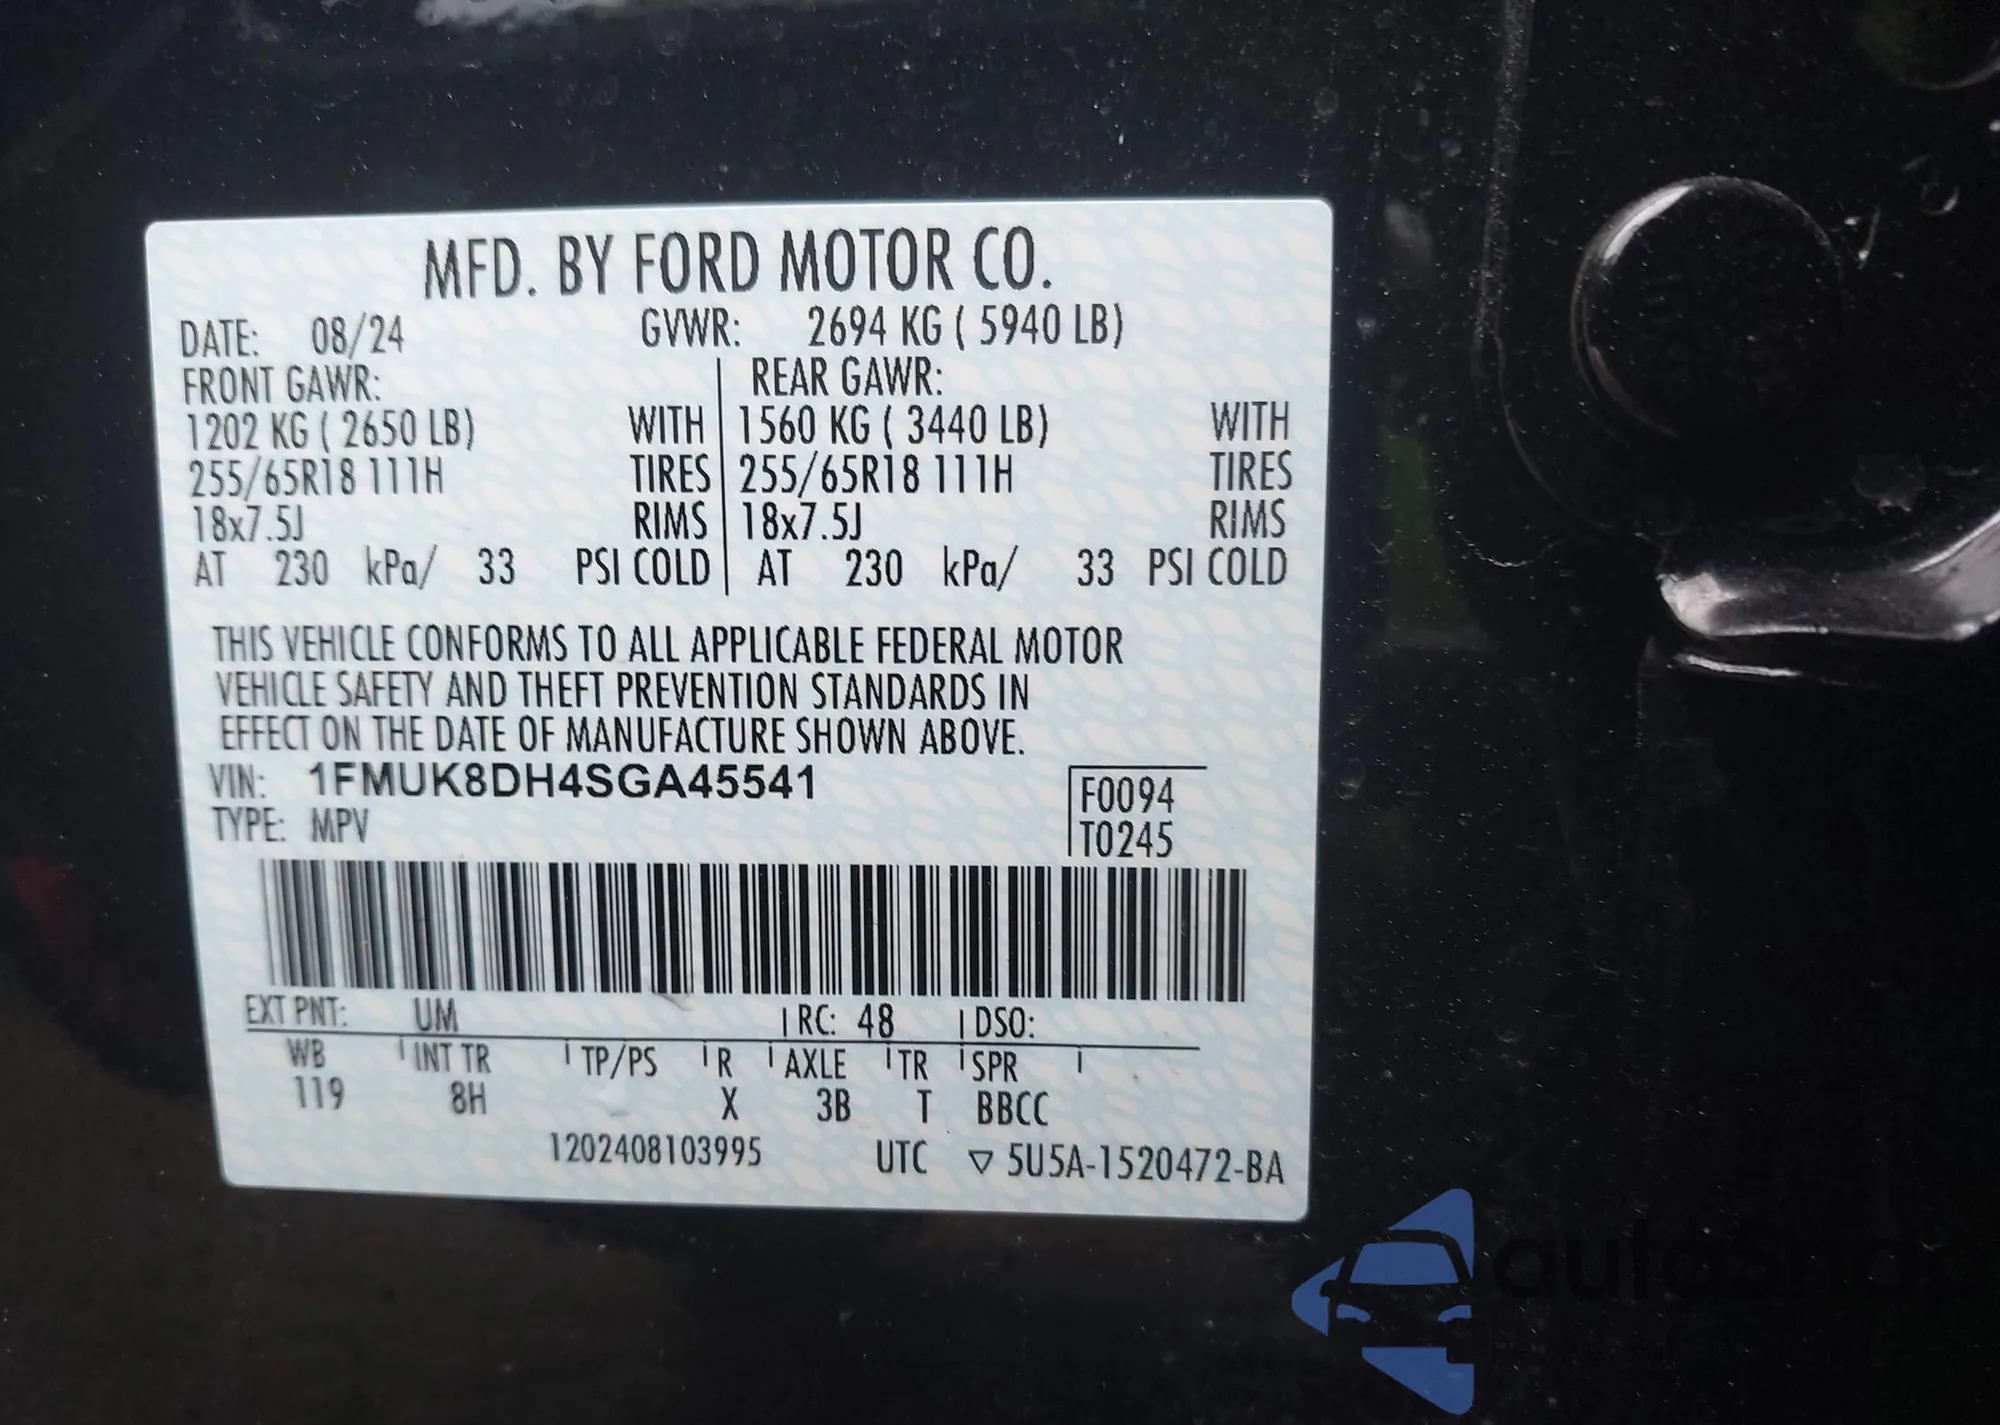 MFD. BY FORD MOTOR CO.
DATE: 08/24 GVWR: 2694 KG ( 5940 LB)
FRONT GAWR: REAR GAWR:
1202 KG ( 2650 LB) WITH 1560 KG ( 3440 LB) WITH
255/65R18 111H TIRES 255/65R18 111H TIRES
18x7.5J RIMS 18x7.5J RIMS
AT 230 kPa/ 33 PSI COLD AT 230 kPa/ 33 PSI COLD
THIS VEHICLE CONFORMS TO ALL APPLICABLE FEDERAL MOTOR
VEHICLE SAFETY AND THEFT PREVENTION STANDARDS IN
EFFECT ON THE DATE OF MANUFACTURE SHOWN ABOVE.
VIN: 1FMUK8DH4SGA45541 F0094
TYPE: MPV T0245
EXT PNT: UM RC: 48 DSO:
WB INT TR TP/PS R AXLE TR SPR
119 8H X 3B T BBCC
1202408103995 UTC ▽ 5U5A-1520472-BA
autoSnap